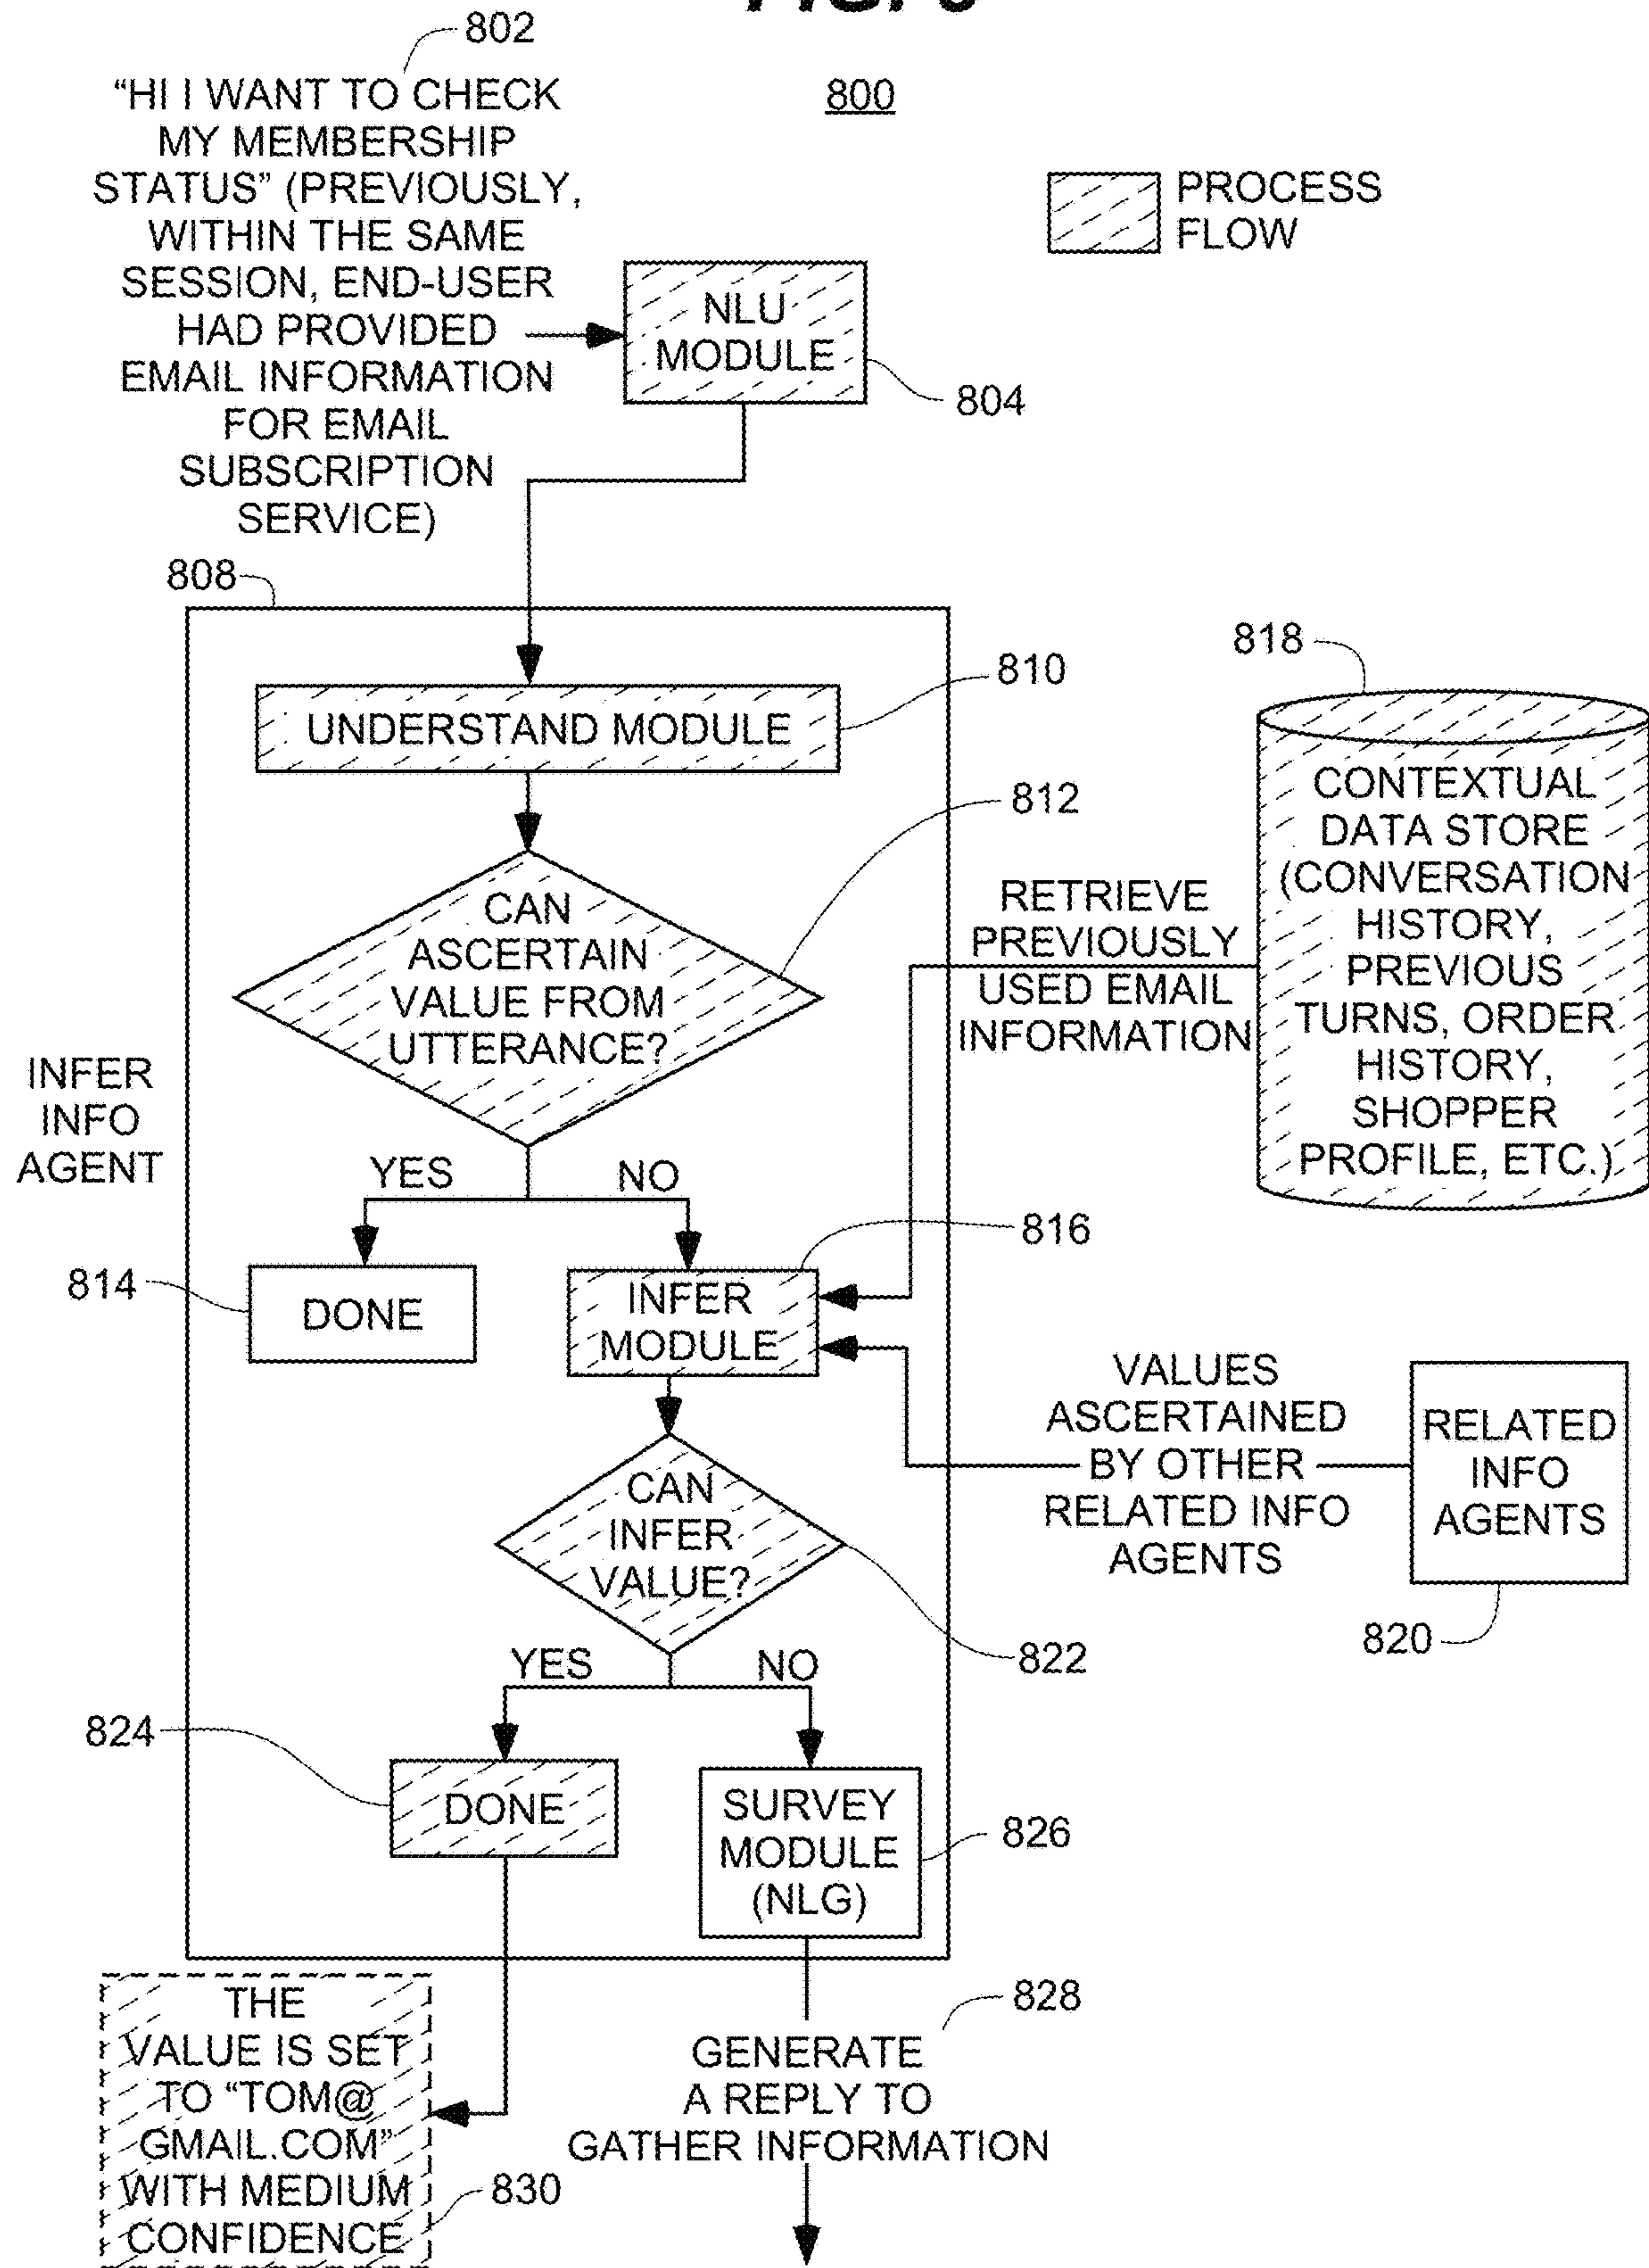 802
"HI I WANT TO CHECK
MY MEMBERSHIP
STATUS" (PREVIOUSLY,
WITHIN THE SAME
SESSION, END-USER
HAD PROVIDED
EMAIL INFORMATION
FOR EMAIL
SUBSCRIPTION
SERVICE)
800
PROCESS
FLOW
NLU
MODULE
804
808
INFER
INFO
AGENT
UNDERSTAND MODULE
810
CAN
ASCERTAIN
VALUE FROM
UTTERANCE?
812
818
CONTEXTUAL
DATA STORE
(CONVERSATION
HISTORY,
PREVIOUS
TURNS, ORDER
HISTORY,
SHOPPER
PROFILE, ETC.)
RETRIEVE
PREVIOUSLY
USED EMAIL
INFORMATION
YES
NO
814
DONE
INFER
MODULE
816
VALUES
ASCERTAINED
BY OTHER
RELATED INFO
AGENTS
RELATED
INFO
AGENTS
820
CAN
INFER
VALUE?
822
YES
NO
824
DONE
SURVEY
MODULE
(NLG)
826
THE
VALUE IS SET
TO "TOM@
GMAIL.COM"
WITH MEDIUM
CONFIDENCE
830
828
GENERATE
A REPLY TO
GATHER INFORMATION